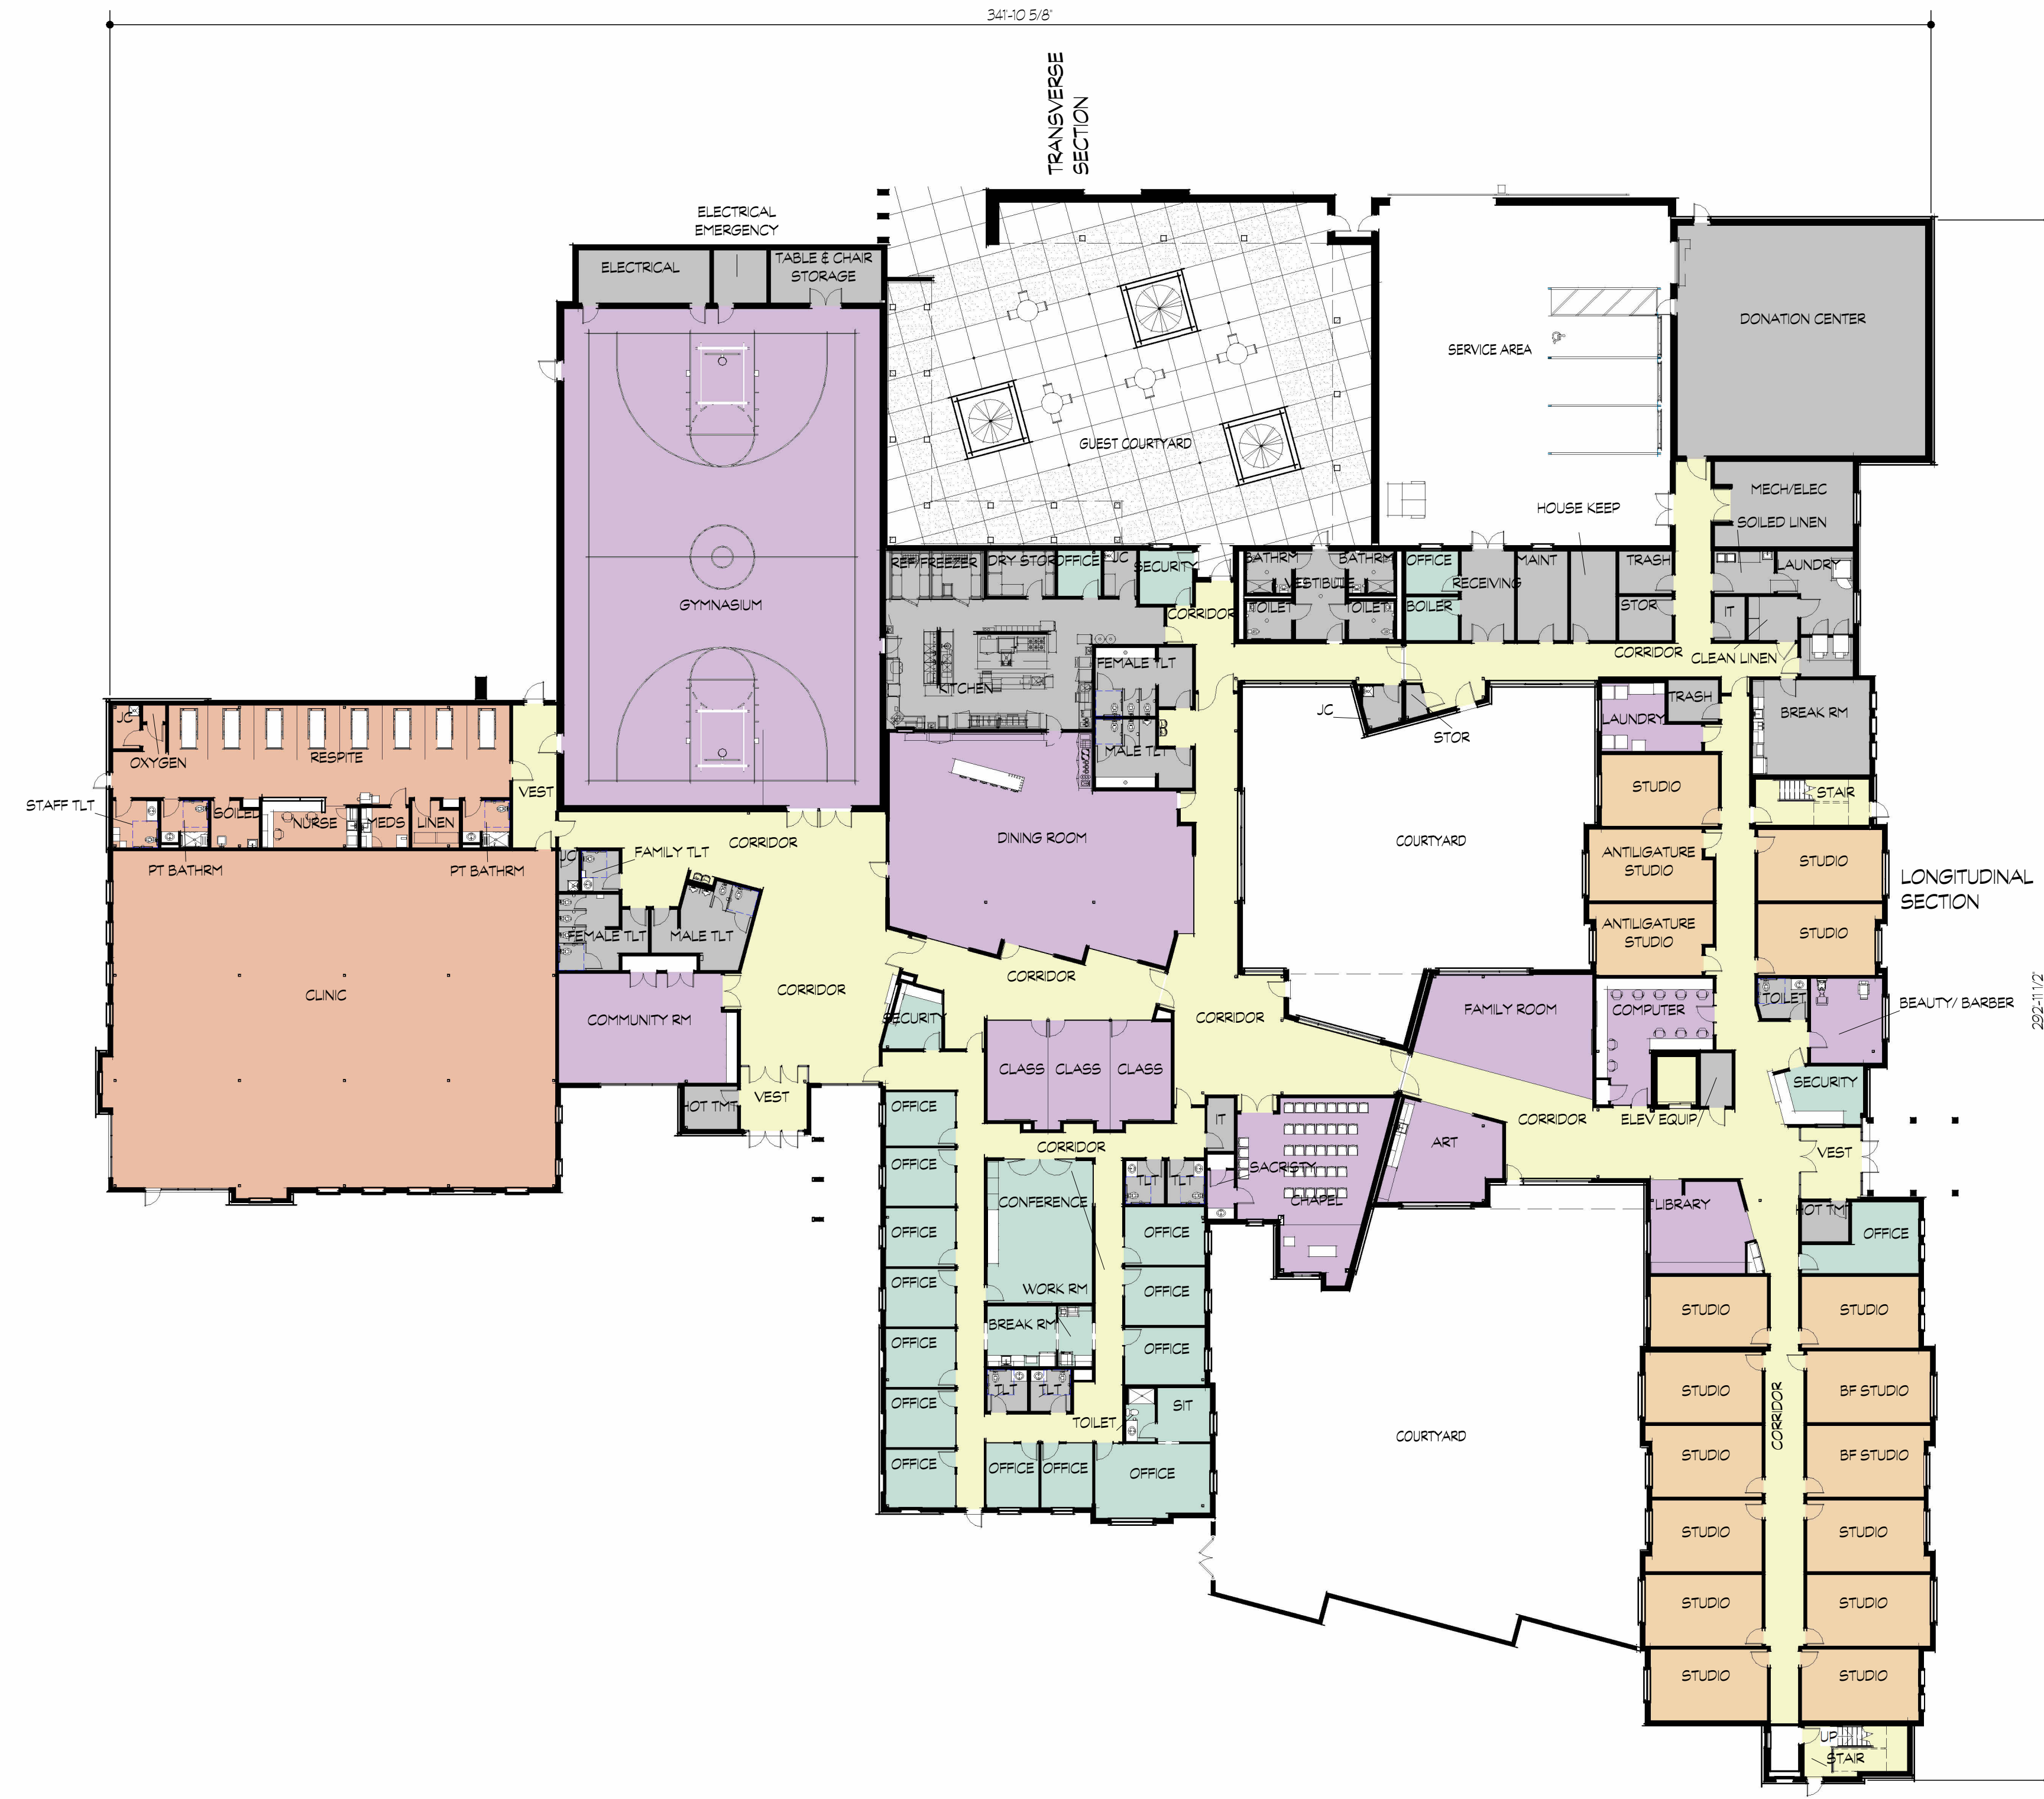 341'-10 5/8"
TRANSVERSE
SECTION
ELECTRICAL
EMERGENCY
ELECTRICAL
TABLE & CHAIR
STORAGE
DONATION CENTER
SERVICE AREA
GUEST COURTYARD
HOUSE KEEP
MECH/ELEC
SOILED LINEN
REF/FREEZER
DRY STOR
OFFICE
JC
SECURITY
BATHRM
BATHRM
VESTIBULE
TOILET
TOILET
OFFICE
RECEIVING
MAINT
TRASH
LAUNDRY
BOILER
STOR
IT
GYMNASIUM
CORRIDOR
CORRIDOR
CLEAN LINEN
FEMALE TLT
KITCHEN
MALE TLT
JC
STOR
LAUNDRY
TRASH
BREAK RM
JC
OXYGEN
RESPITE
VEST
STUDIO
STAIR
STAFF TLT
SOILED
NURSE
MEDS
LINEN
PT BATHRM
PT BATHRM
JC
FAMILY TLT
CORRIDOR
DINING ROOM
COURTYARD
ANTILIGATURE
STUDIO
STUDIO
LONGITUDINAL
SECTION
FEMALE TLT
MALE TLT
ANTILIGATURE
STUDIO
STUDIO
CLINIC
CORRIDOR
CORRIDOR
COMMUNITY RM
SECURITY
CORRIDOR
FAMILY ROOM
COMPUTER
TOILET
BEAUTY/ BARBER
292'-11 1/2"
CLASS
CLASS
CLASS
SECURITY
HOT TMT
VEST
OFFICE
IT
CORRIDOR
ELEV EQUIP
CORRIDOR
ART
VEST
OFFICE
TLT
TLT
SACRISTY
CHAPEL
CONFERENCE
LIBRARY
HOT TMT
OFFICE
OFFICE
OFFICE
OFFICE
WORK RM
OFFICE
STUDIO
STUDIO
OFFICE
BREAK RM
OFFICE
STUDIO
CORRIDOR
BF STUDIO
OFFICE
TLT
TLT
TOILET
SIT
COURTYARD
STUDIO
BF STUDIO
OFFICE
OFFICE
OFFICE
OFFICE
STUDIO
STUDIO
STUDIO
STUDIO
STUDIO
STUDIO
UP
STAIR